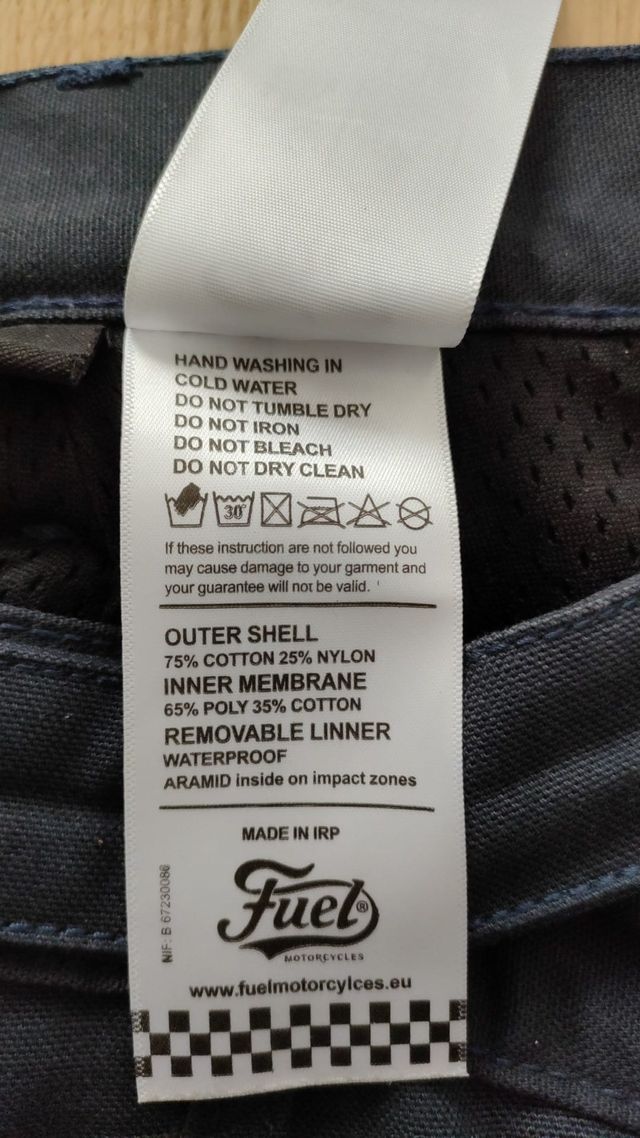 HAND WASHING IN
COLD WATER
DO NOT TUMBLE DRY
DO NOT IRON
DO NOT BLEACH
DO NOT DRY CLEAN
30°
If these instruction are not followed you
may cause damage to your garment and
your guarantee will not be valid.
OUTER SHELL
75% COTTON 25% NYLON
INNER MEMBRANE
65% POLY 35% COTTON
REMOVABLE LINNER
WATERPROOF
ARAMID inside on impact zones
MADE IN IRP
NIF: B 67230086
Fuel®
MOTORCYCLES
www.fuelmotorcylces.eu